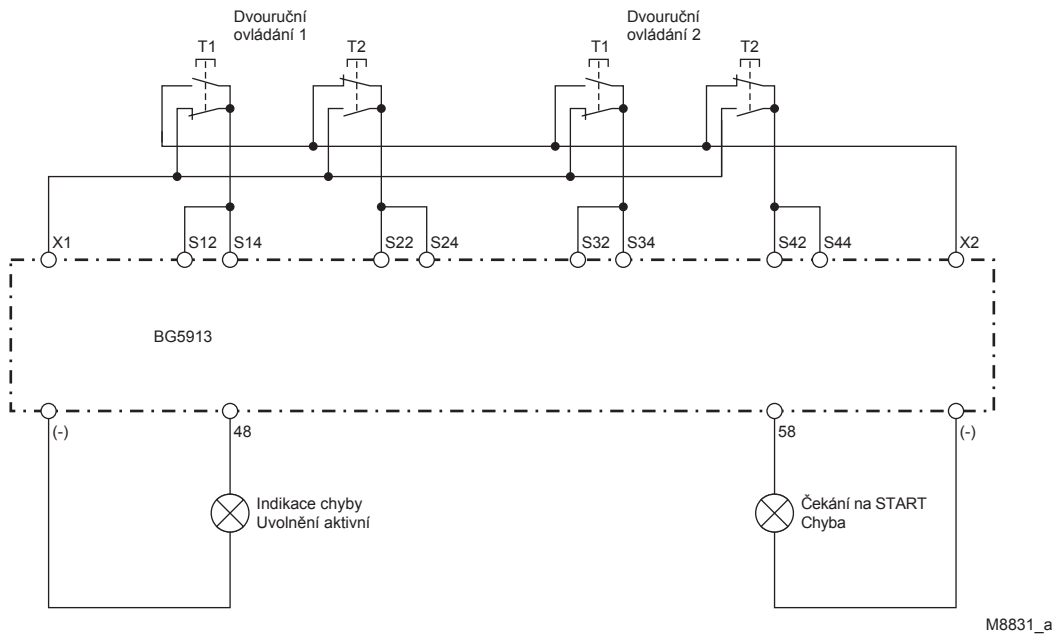 Dvouruční
ovládání 1
Dvouruční
ovládání 2
T1
T2
T1
T2
X1
S12
S14
S22
S24
S32
S34
S42
S44
X2
BG5913
(-)
48
58
(-)
Indikace chyby
Uvolnění aktivní
Čekání na START
Chyba
M8831_a